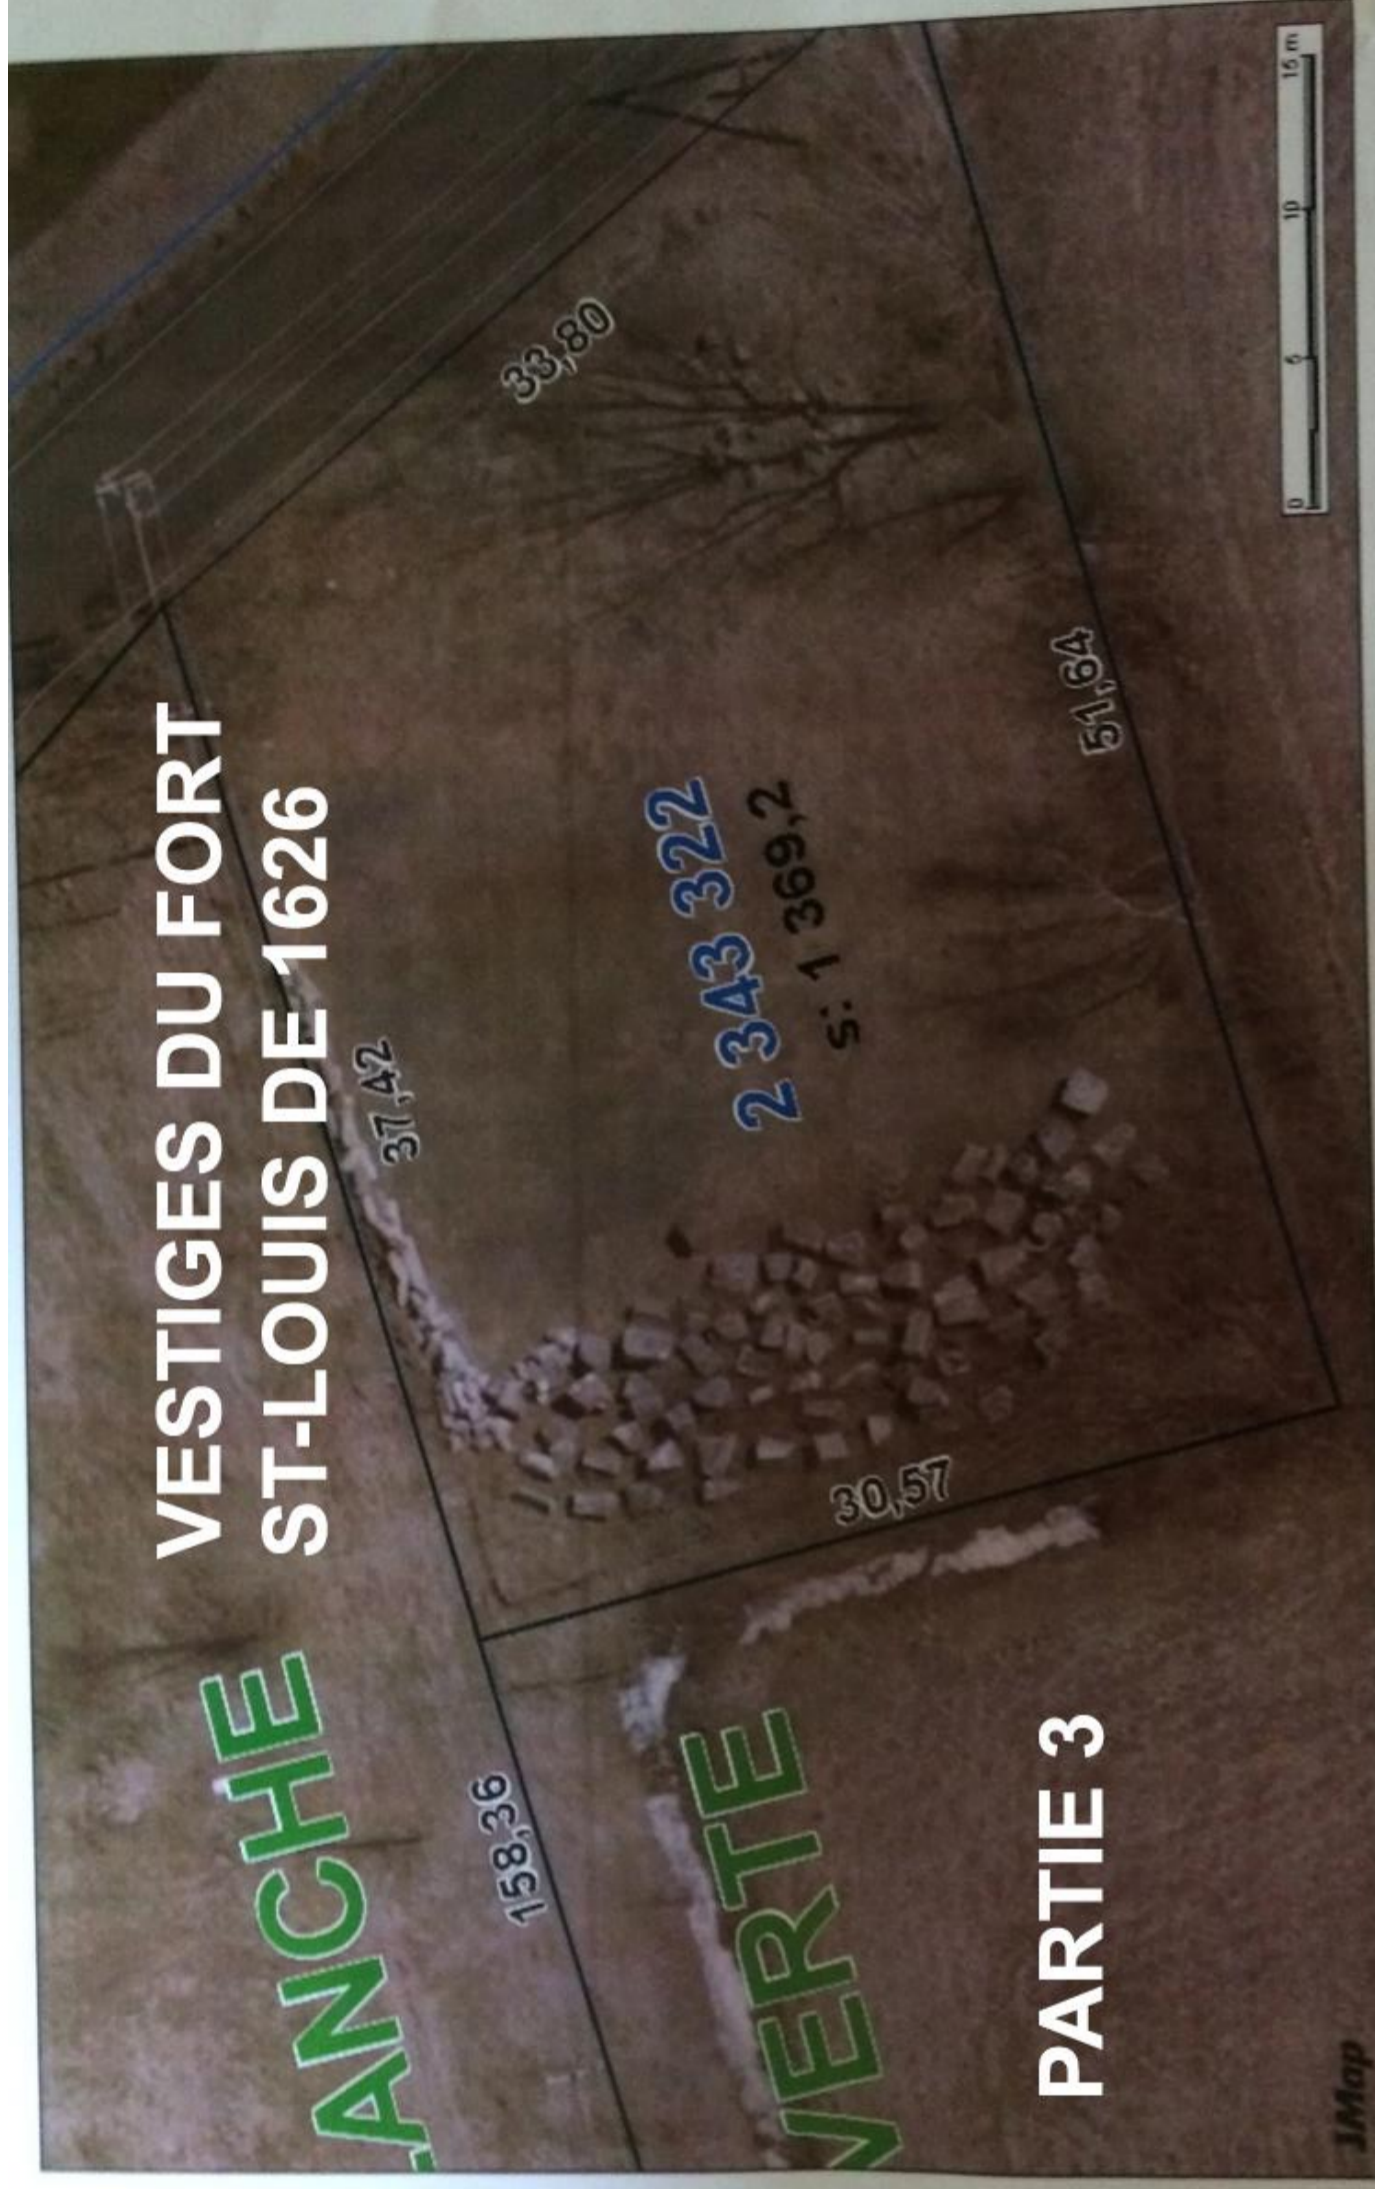 VESTIGES DU FORT
ST-LOUIS DE 1626
LANCHE
VERTE
PARTIE 3
158,36
37,42
33,80
30,57
51,64
2 343 322
s: 1 369,2
0 5 10 15 m
JMap